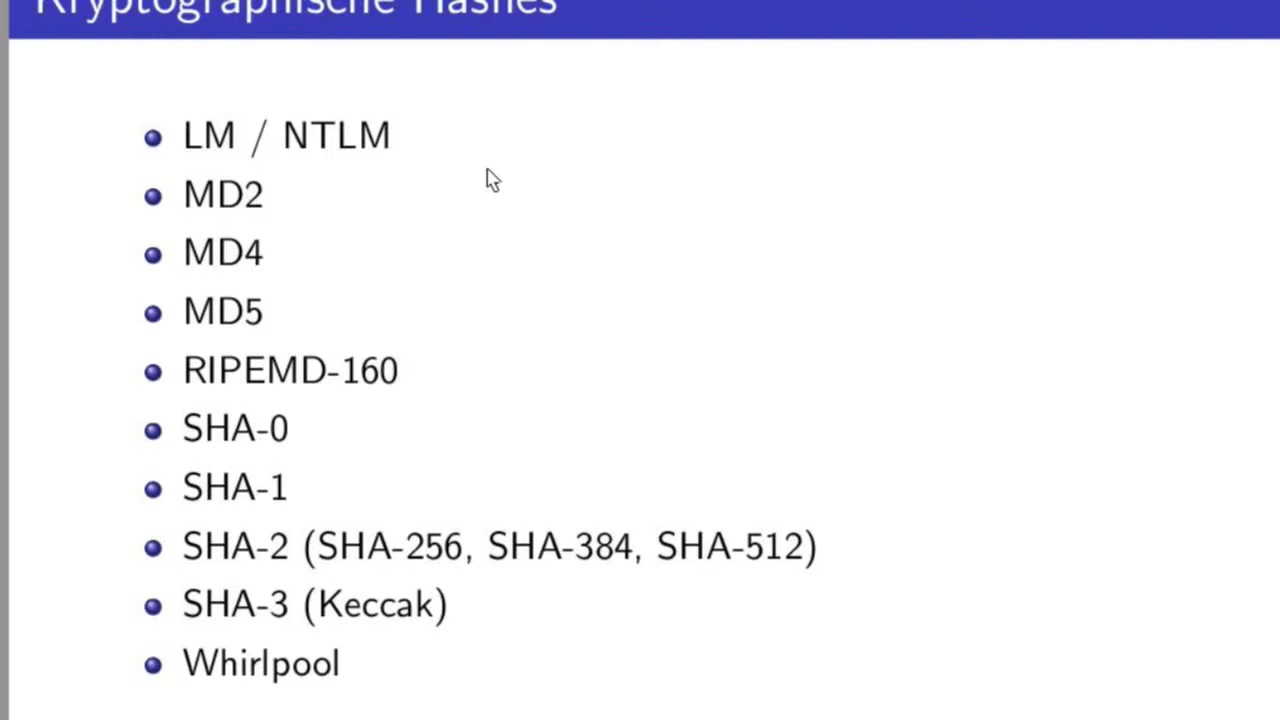 Kryptographische Hashes
LM / NTLM
MD2
MD4
MD5
RIPEMD-160
SHA-0
SHA-1
SHA-2 (SHA-256, SHA-384, SHA-512)
SHA-3 (Keccak)
Whirlpool